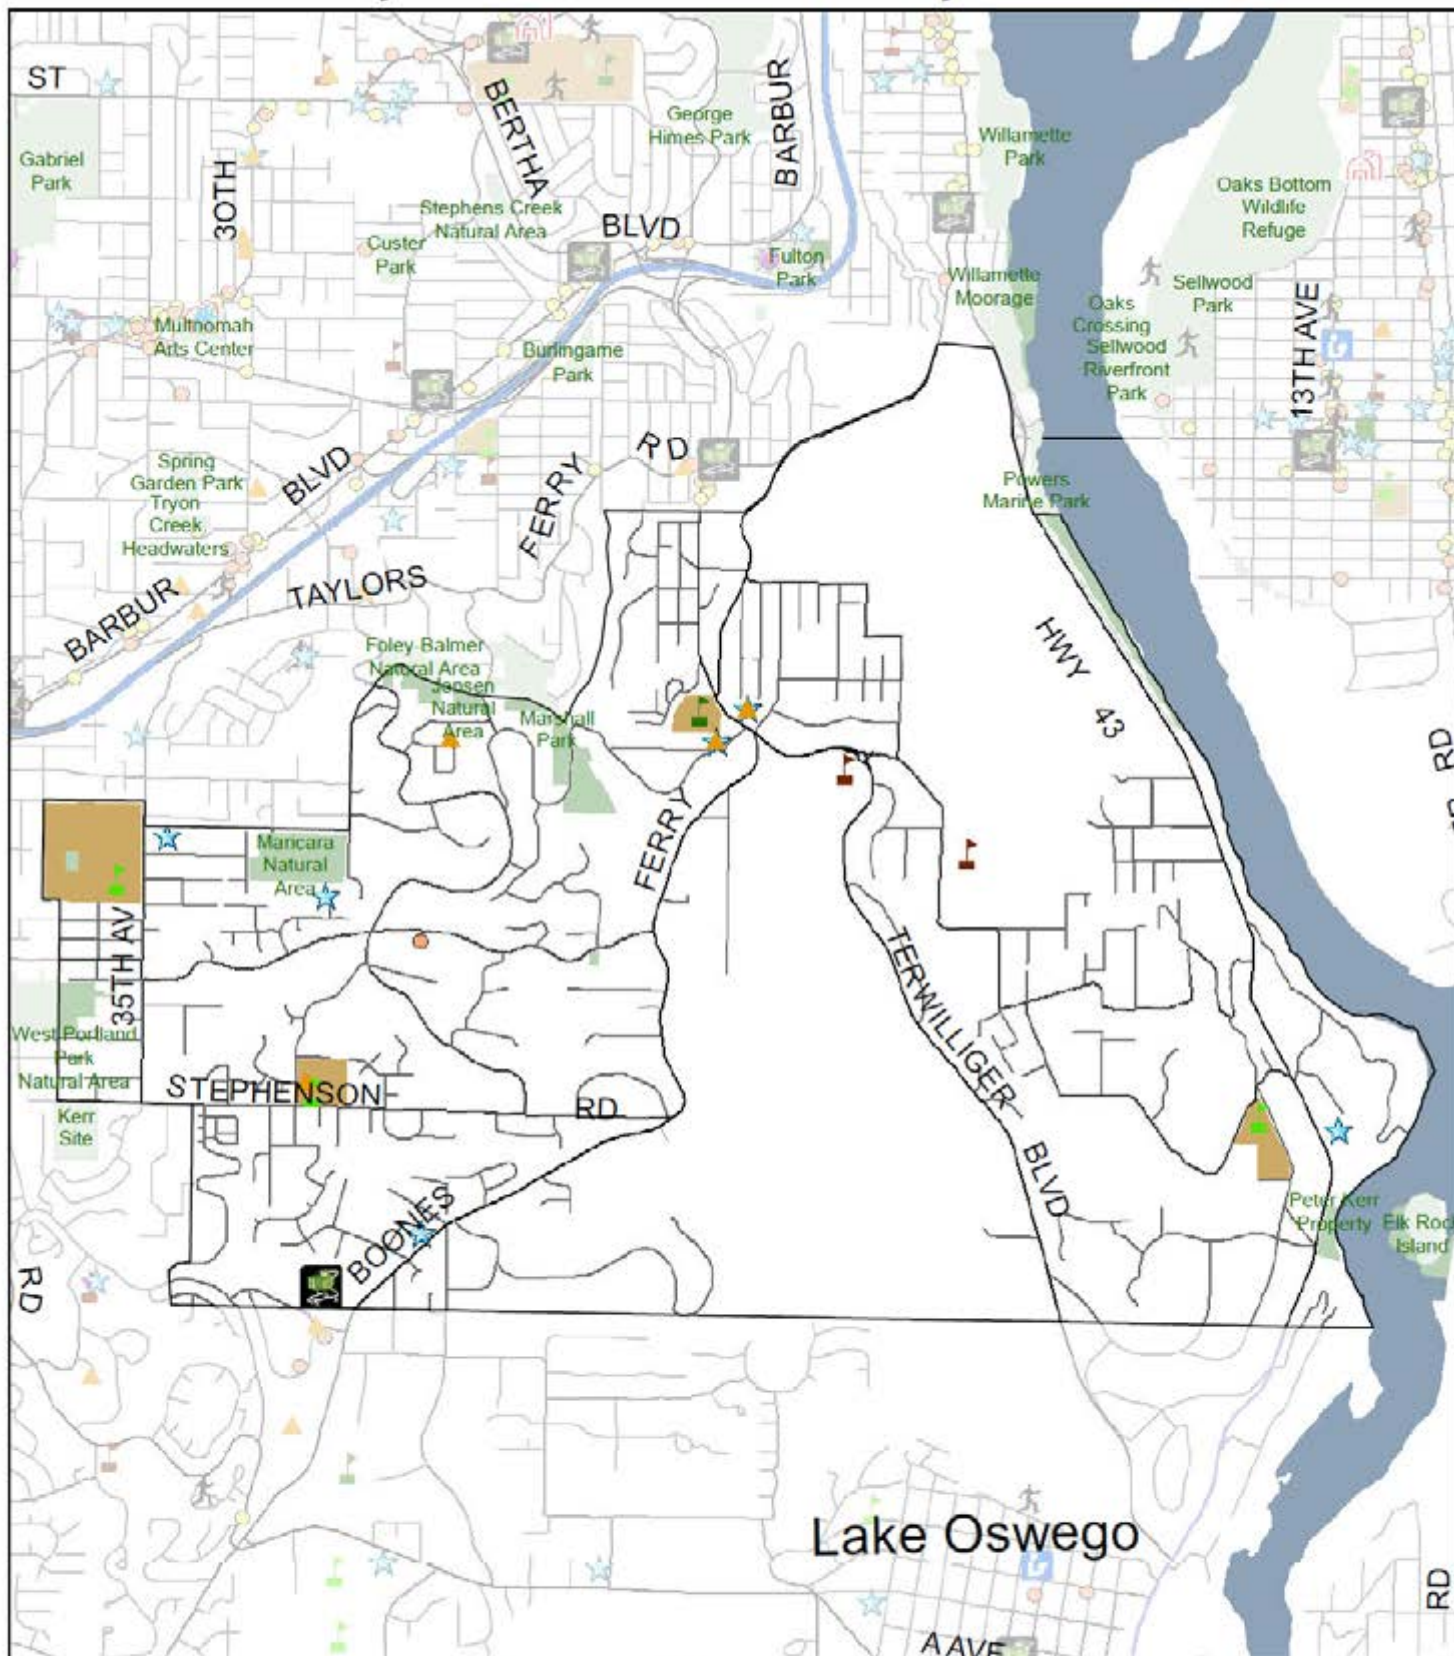 ST
Gabriel
Park
30TH
BERTHA
George
Himes Park
BARBUR
Willamette
Park
Oaks Bottom
Wildlife
Refuge
Stephens Creek
Natural Area
BLVD
Custer
Park
Fulton
Park
Willamette
Moorage
Sellwood
Park
Oaks
Crossing
Sellwood
Riverfront
Park
13TH AVE
Multnomah
Arts Center
Burlingame
Park
Spring
Garden Park
Tryon
Creek
Headwaters
BLVD
FERRY
RD
Powers
Marine Park
BARBUR
TAYLORS
Foley-Balmer
Natural Area
Jensen
Natural
Area
Marshall
Park
HWY
43
RD
FERRY
Maricara
Natural
Area
35TH AV
TERWILLIGER
BLVD
West Portland
Park
Natural Area
STEPHENSON
RD
Kerr
Site
BOONES
Peter Kerr
Property
Elk Rock
Island
RD
Lake Oswego
A AVE
RD